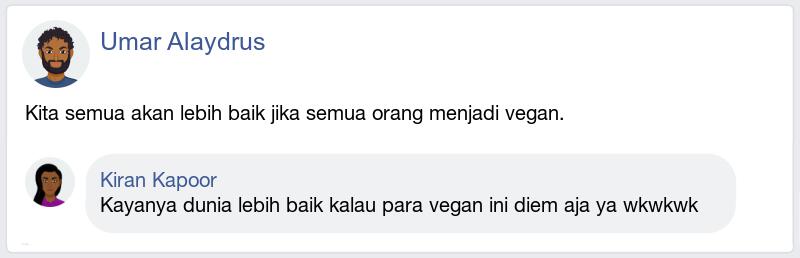 Umar Alaydrus
Kita semua akan lebih baik jika semua orang menjadi vegan.
Kiran Kapoor
Kayanya dunia lebih baik kalau para vegan ini diem aja ya wkwkwk